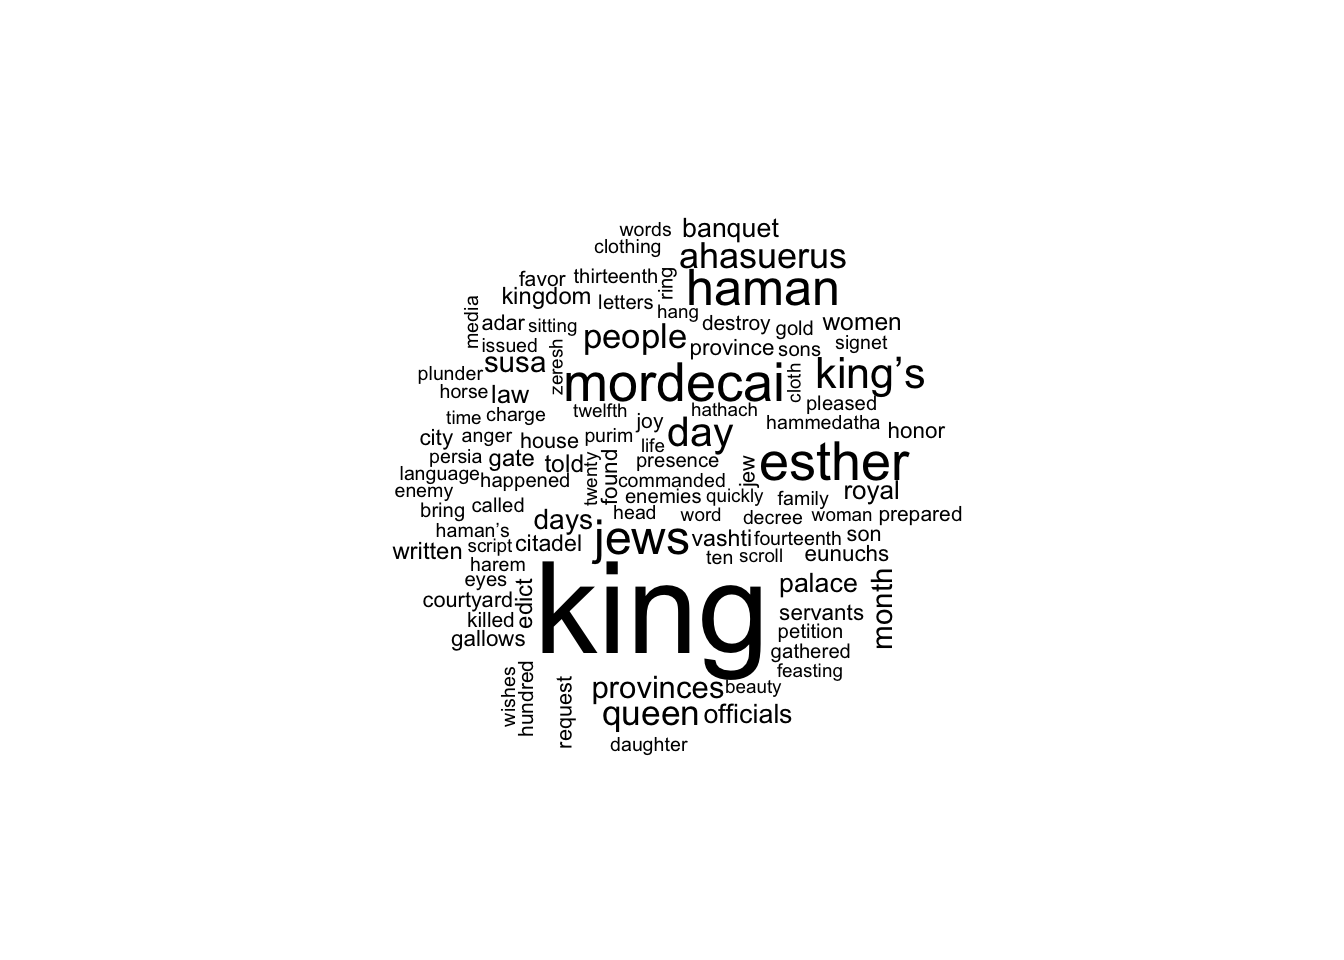 words banquet
clothing
ahasuerus
favor thirteenth ring haman
kingdom letters
media hang
adar sitting people destroy gold women
issued province sons signet
susa zeresh
plunder mordecai cloth king’s
horse law
time charge twelfth hathach pleased
joy day hammedatha
city anger house purim life honor
persia gate told presence esther
language happened twenty found commanded jew
enemy enemies quickly family royal
bring called head word decree woman prepared
haman’s days jews vashti fourteenth son
written script citadel ten scroll eunuchs
harem
eyes king palace month
courtyard edict servants
killed petition
gallows gathered
feasting
wishes hundred request provinces beauty
queen officials
daughter